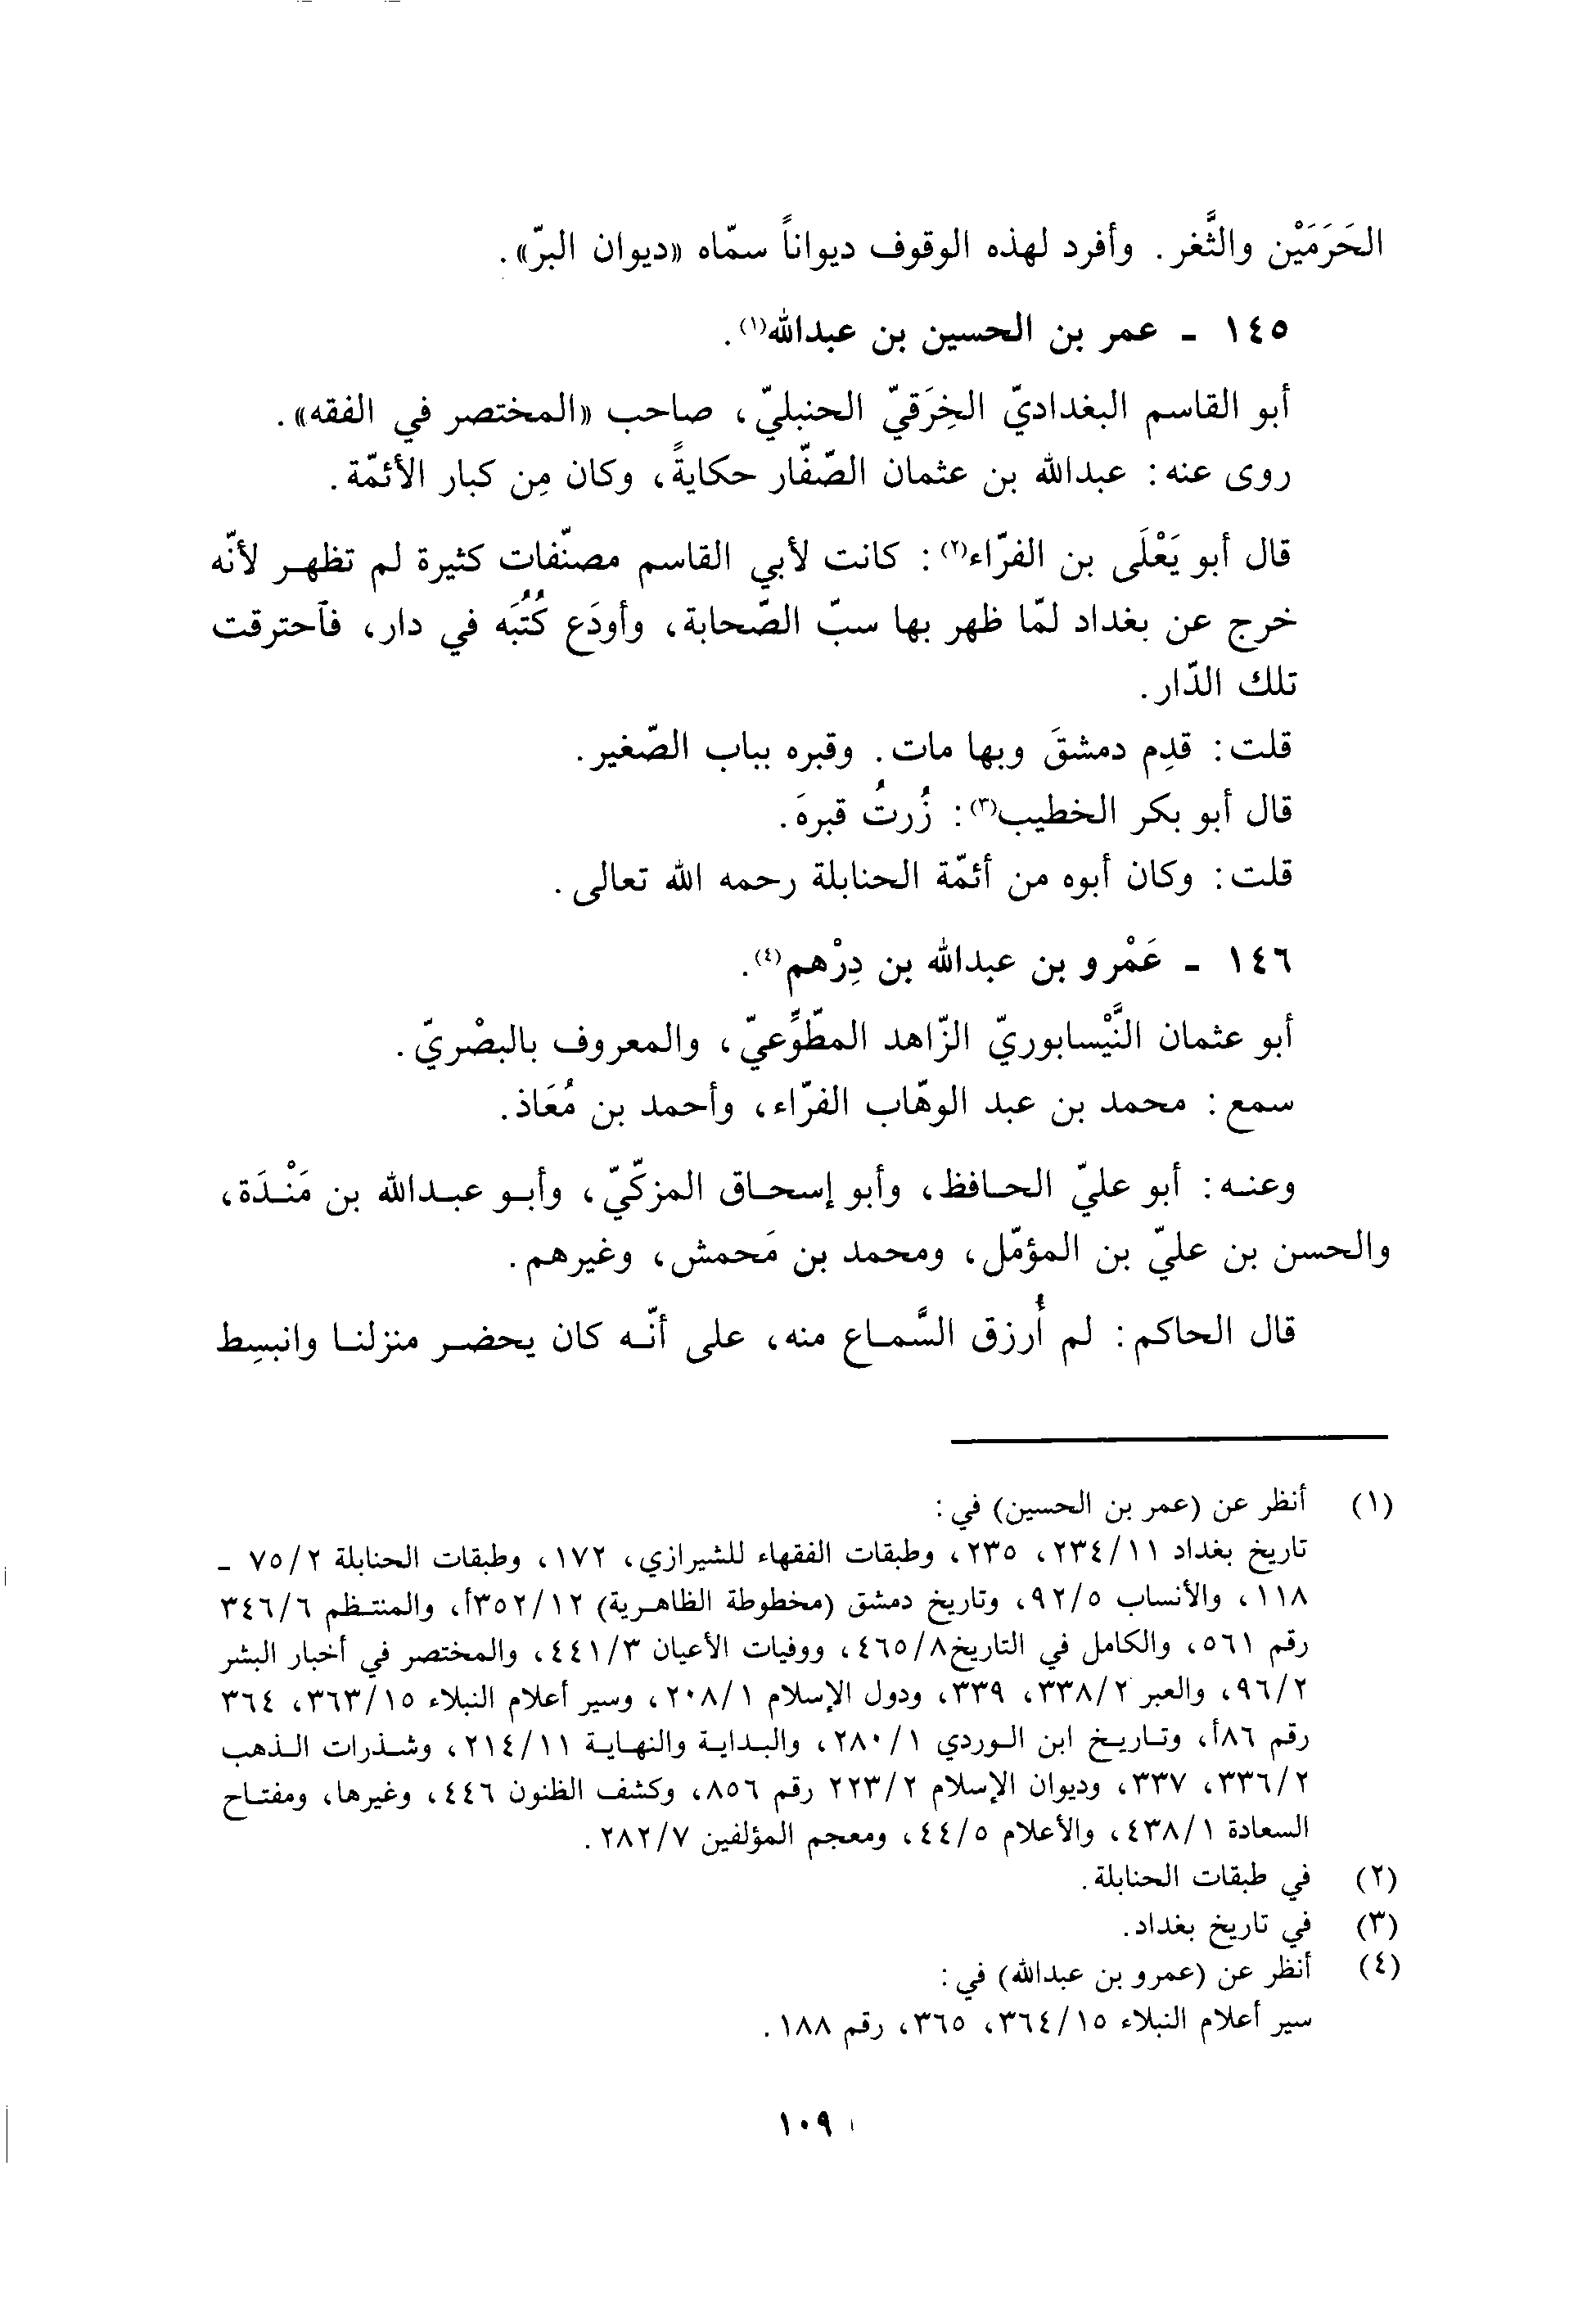 الحَرَمَيْن والثَّغر. وأفرد لهذه الوقوف ديواناً سمّاه «ديوان البرّ».
١٤٥ - عمر بن الحسين بن عبدالله(١).
أبو القاسم البغداديّ الخِرَقيّ الحنبليّ، صاحب «المختصر في الفقه».
روى عنه: عبدالله بن عثمان الصّفّار حكايةً، وكان مِن كبار الأئمّة.
قال أبو يَعْلَى بن الفرّاء(٢): كانت لأبي القاسم مصنّفات كثيرة لم تظهر لأنّه
خرج عن بغداد لمّا ظهر بها سبّ الصّحابة، وأودَع كُتُبَه في دار، فاَحترقت
تلك الدّار.
قلت: قدِم دمشقَ وبها مات. وقبره بباب الصّغير.
قال أبو بكر الخطيب(٣): زُرتُ قبرهَ.
قلت: وكان أبوه من أئمّة الحنابلة رحمه الله تعالى.
١٤٦ - عَمْرو بن عبدالله بن دِرْهم(٤).
أبو عثمان النَّيْسابوريّ الزّاهد المطّوِّعيّ، والمعروف بالبصْريّ.
سمع: محمد بن عبد الوهّاب الفرّاء، وأحمد بن مُعَاذ.
وعنه: أبو عليّ الحافظ، وأبو إسحاق المزكّيّ، وأبو عبدالله بن مَنْدَة،
والحسن بن عليّ بن المؤمّل، ومحمد بن مَحمش، وغيرهم.
قال الحاكم: لم أُرزق السَّماع منه، على أنّه كان يحضر منزلنا وانبسِط
(١) أنظر عن (عمر بن الحسين) في:
تاريخ بغداد ٢٣٤/١١، ٢٣٥، وطبقات الفقهاء للشيرازي، ١٧٢، وطبقات الحنابلة ٧٥/٢ -
١١٨، والأنساب ٩٢/٥، وتاريخ دمشق (مخطوطة الظاهرية) ٣٥٢/١٢أ، والمنتظم ٣٤٦/٦
رقم ٥٦١، والكامل في التاريخ٤٦٥/٨، ووفيات الأعيان ٤٤١/٣، والمختصر في أخبار البشر
٩٦/٢، والعبر ٣٣٨/٢، ٣٣٩، ودول الإسلام ٢٠٨/١، وسير أعلام النبلاء ٣٦٣/١٥، ٣٦٤
رقم ٨٦أ، وتاريخ ابن الوردي ٢٨٠/١، والبداية والنهاية ٢١٤/١١، وشذرات الذهب
٣٣٦/٢، ٣٣٧، وديوان الإسلام ٢٢٣/٢ رقم ٨٥٦، وكشف الظنون ٤٤٦، وغيرها، ومفتاح
السعادة ٤٣٨/١، والأعلام ٤٤/٥، ومعجم المؤلفين ٢٨٢/٧.
(٢) في طبقات الحنابلة.
(٣) في تاريخ بغداد.
(٤) أنظر عن (عمرو بن عبدالله) في:
سير أعلام النبلاء ٣٦٤/١٥، ٣٦٥، رقم ١٨٨.
١٠٩